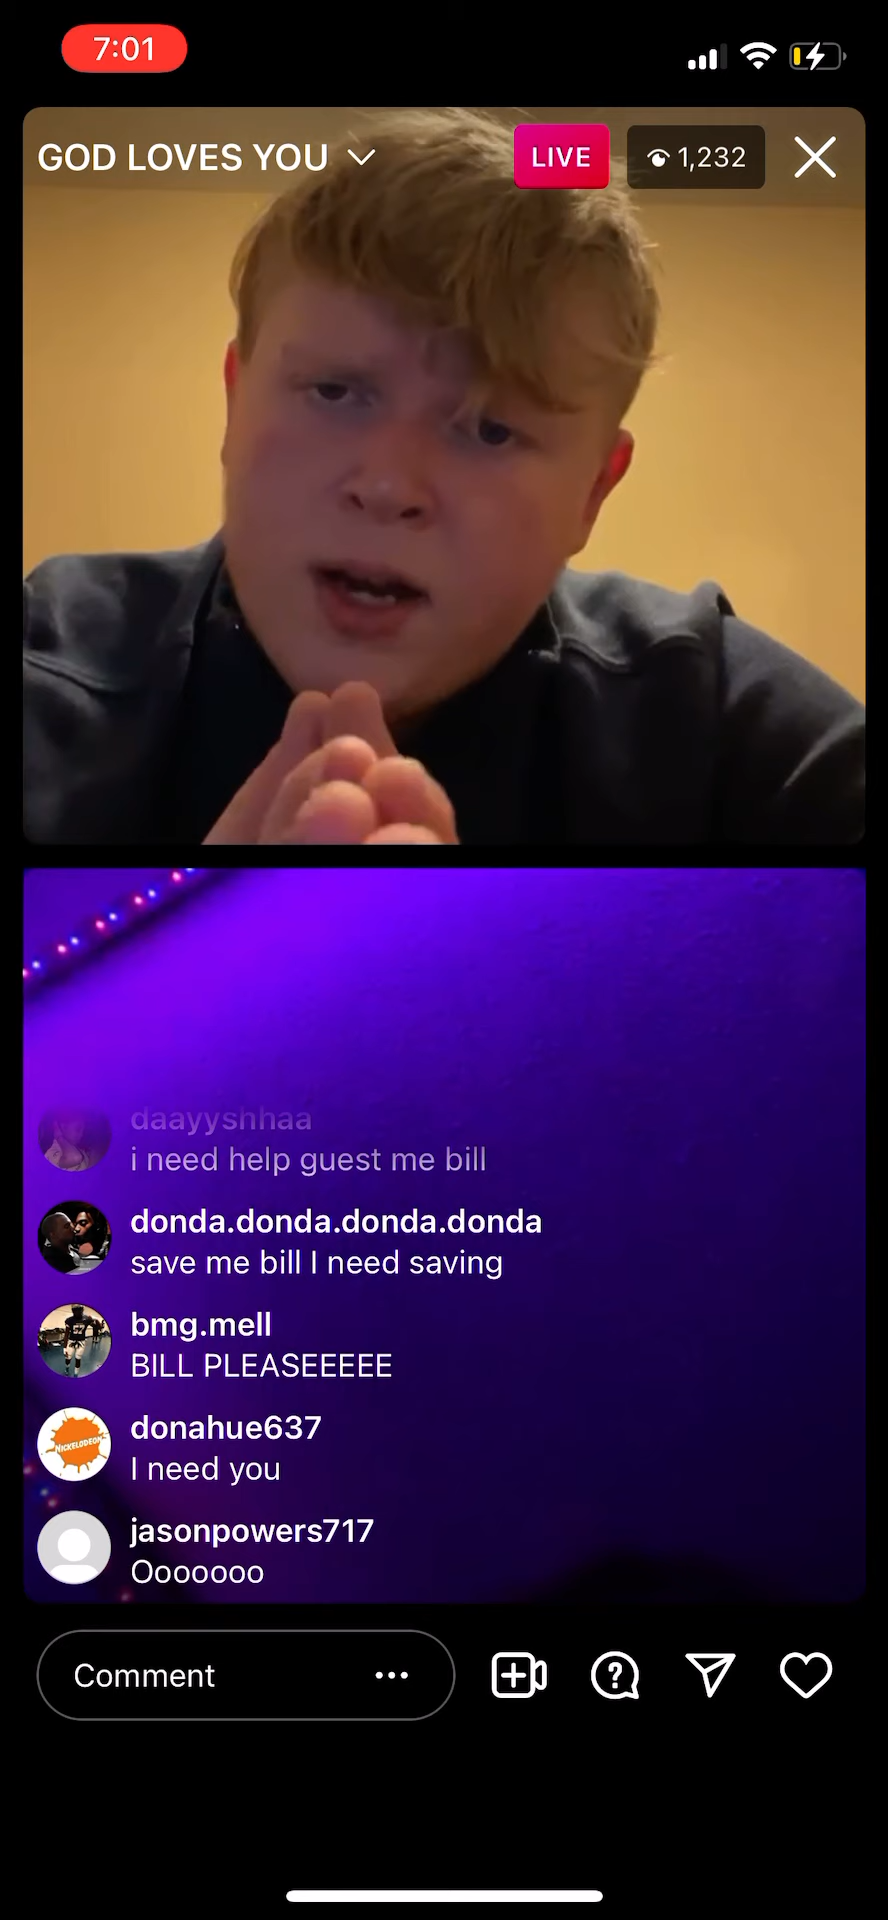 7:01
GOD LOVES YOU
LIVE
1,232
daayyshhaa
i need help guest me bill
donda.donda.donda.donda
save me bill I need saving
bmg.mell
BILL PLEASEEEEE
NICKELODEON
donahue637
I need you
jasonpowers717
Ooooooo
Comment